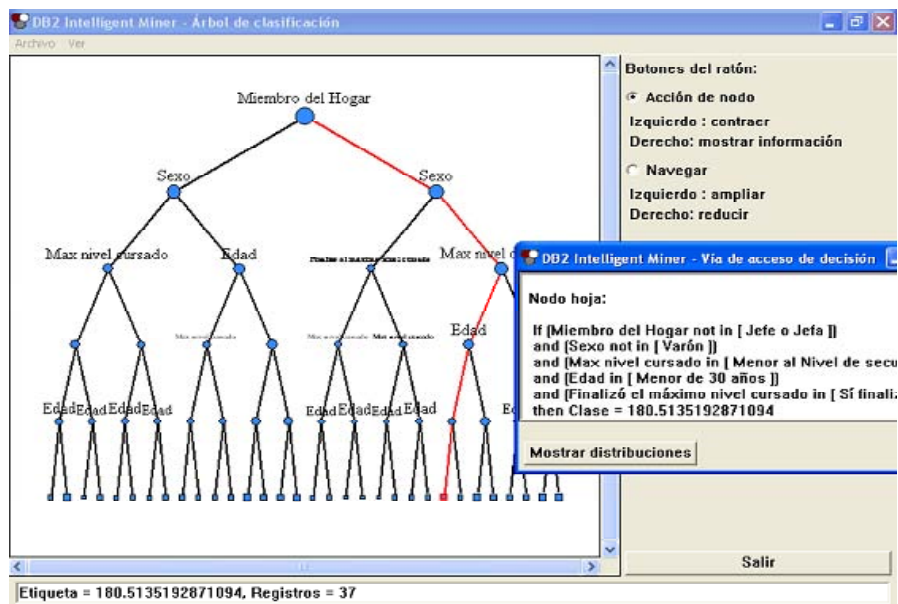 DB2 Intelligent Miner - Árbol de clasificación
Archivo Ver
Miembro del Hogar
Sexo
Sexo
Max nivel cursado
Edad
Max nivel
Edad
Edad
Edad
Edad
Edad
Edad
Edad
Edad
Edad
Botones del ratón:
Acción de nodo
Izquierdo : contraer
Derecho: mostrar información
Navegar
Izquierdo : ampliar
Derecho: reducir
DB2 Intelligent Miner - Via de acceso de decisión
Nodo hoja:
If (Miembro del Hogar not in [ Jefe o Jefa ])
and (Sexo not in [ Varón ])
and (Max nivel cursado in [ Menor al Nivel de secu
and (Edad in [ Menor de 30 años ])
and (Finalizó el máximo nivel cursado in [ Sí finaliz
then Clase = 180.5135192871094
Mostrar distribuciones
Salir
Etiqueta = 180.5135192871094, Registros = 37